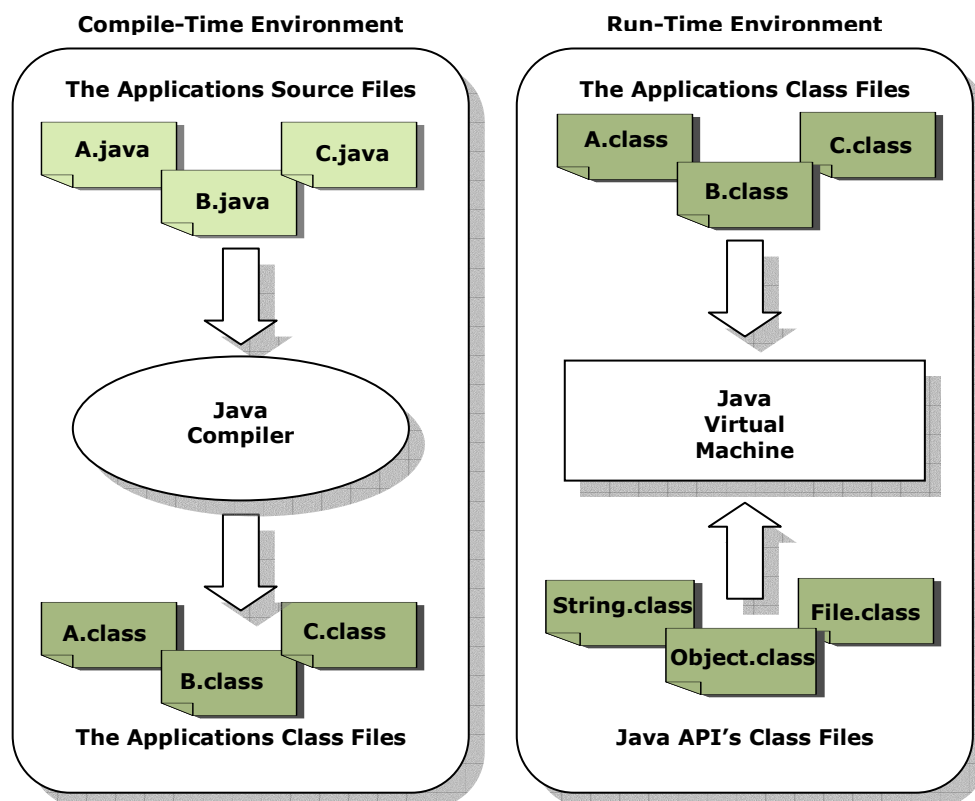 Compile-Time Environment
The Applications Source Files
A.java
C.java
B.java
Java
Compiler
A.class
C.class
B.class
The Applications Class Files
Run-Time Environment
The Applications Class Files
A.class
C.class
B.class
Java
Virtual
Machine
String.class
File.class
Object.class
Java API’s Class Files